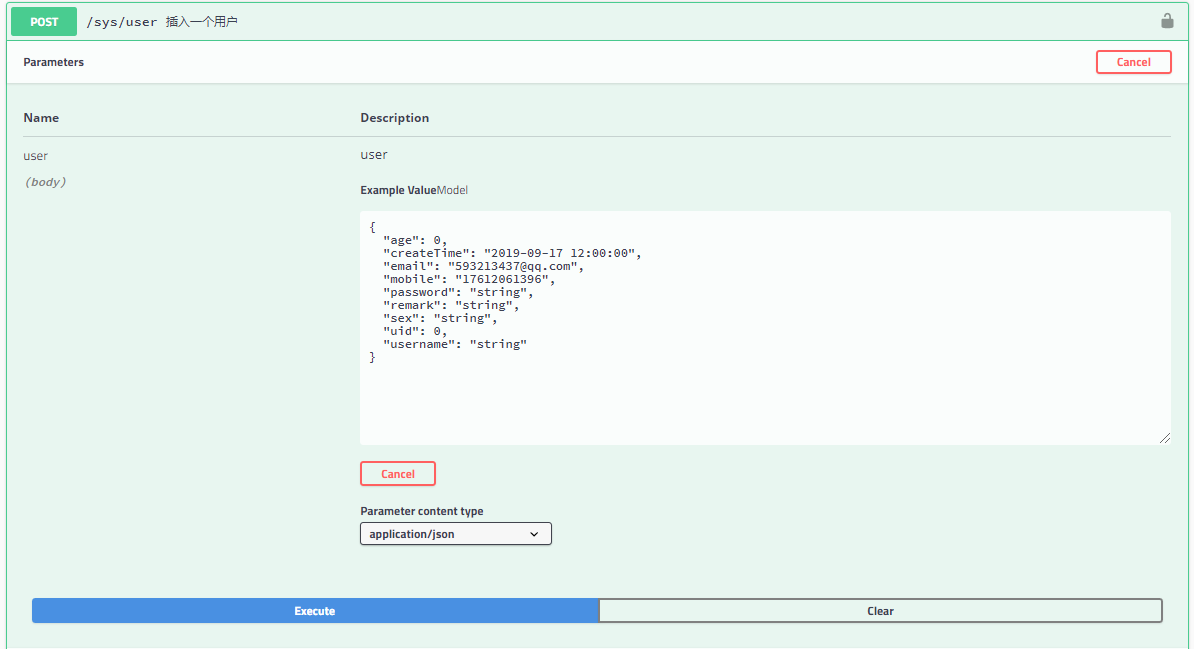 POST /sys/user 插入一个用户
Parameters Cancel
Name Description
user user
(body)
Example Value Model
{
"age": 0,
"createTime": "2019-09-17 12:00:00",
"email": "593213437@qq.com",
"mobile": "17612061396",
"password": "string",
"remark": "string",
"sex": "string",
"uid": 0,
"username": "string"
}
Cancel
Parameter content type
application/json
Execute Clear